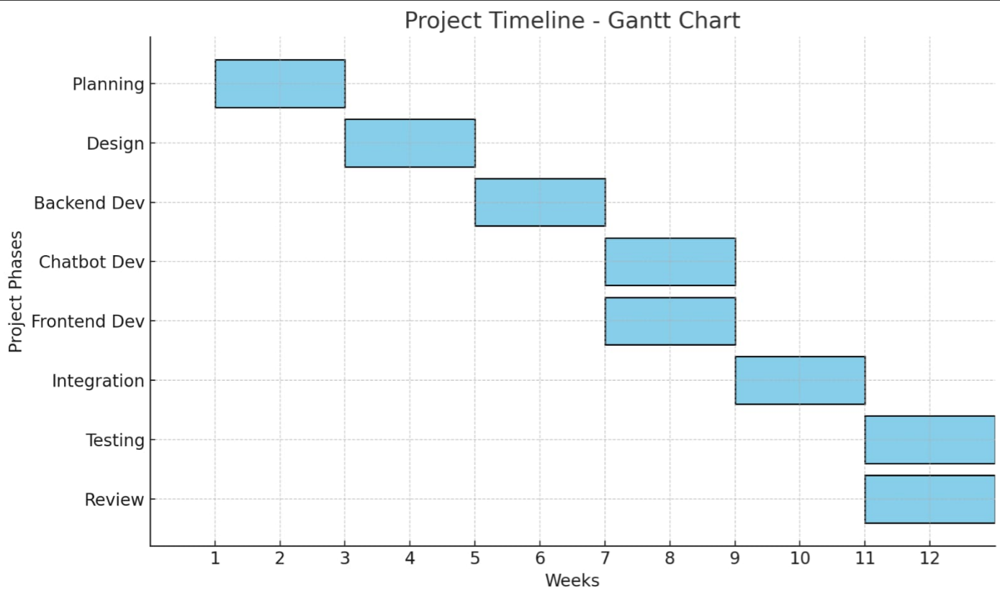 Project Timeline - Gantt Chart
Project Phases
Planning
Design
Backend Dev
Chatbot Dev
Frontend Dev
Integration
Testing
Review
1 2 3 4 5 6 7 8 9 10 11 12
Weeks